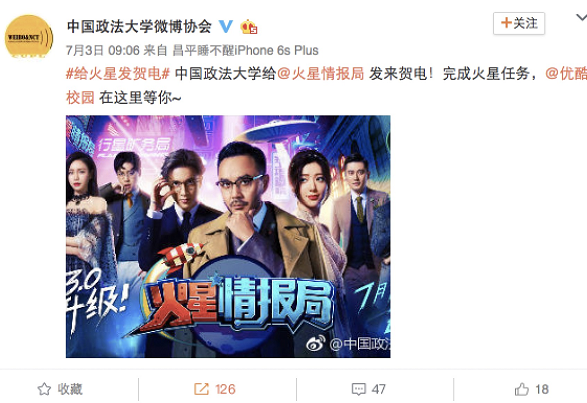 WEIBO@NCT
中国政法大学微博协会
+关注
7月3日 09:06 来自 昌平睡不醒iPhone 6s Plus
#给火星发贺电# 中国政法大学给@火星情报局 发来贺电！完成火星任务，@优酷
校园 在这里等你~
行星矿务局
3.0
升级!
火星情报局
7月
@中国政法
收藏
126
47
18